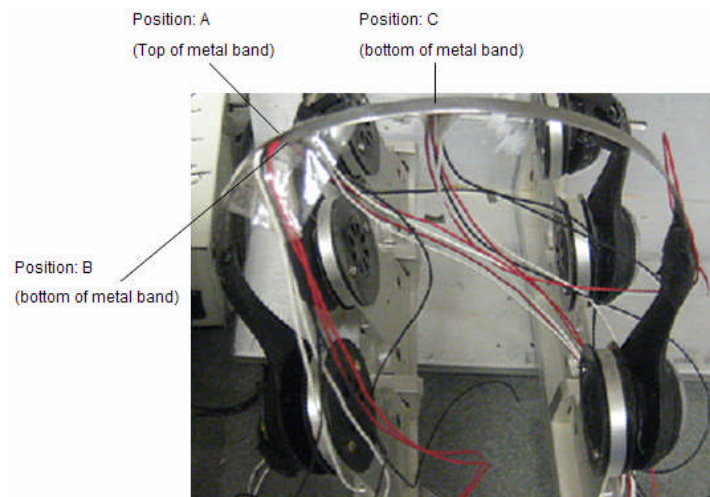 Position: A
(Top of metal band)
Position: C
(bottom of metal band)
Position: B
(bottom of metal band)